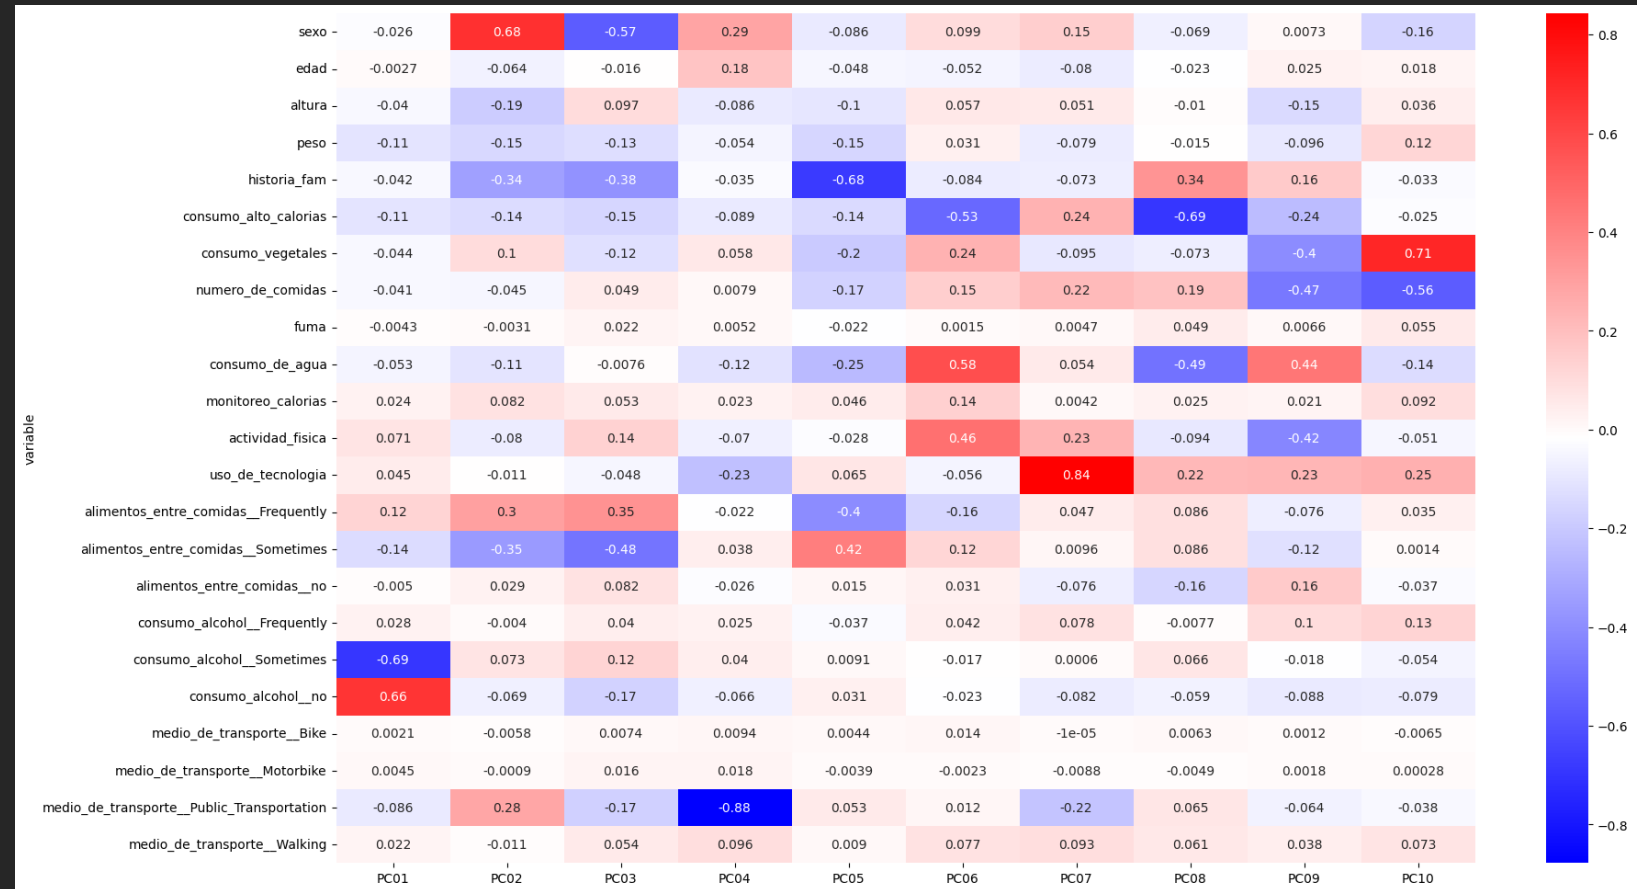 sexo -0.026 0.68 -0.57 0.29 -0.086 0.099 0.15 -0.069 0.0073 -0.16
edad -0.0027 -0.064 -0.016 0.18 -0.048 -0.052 -0.08 -0.023 0.025 0.018
altura -0.04 -0.19 0.097 -0.086 -0.1 0.057 0.051 -0.01 -0.15 0.036
peso -0.11 -0.15 -0.13 -0.054 -0.15 0.031 -0.079 -0.015 -0.096 0.12
historia_fam -0.042 -0.34 -0.38 -0.035 -0.68 -0.084 -0.073 0.34 0.16 -0.033
consumo_alto_calorias -0.11 -0.14 -0.15 -0.089 -0.14 -0.53 0.24 -0.69 -0.24 -0.025
consumo_vegetales -0.044 0.1 -0.12 0.058 -0.2 0.24 -0.095 -0.073 -0.4 0.71
numero_de_comidas -0.041 -0.045 0.049 0.0079 -0.17 0.15 0.22 0.19 -0.47 -0.56
fuma -0.0043 -0.0031 0.022 0.0052 -0.022 0.0015 0.0047 0.049 0.0066 0.055
consumo_de_agua -0.053 -0.11 -0.0076 -0.12 -0.25 0.58 0.054 -0.49 0.44 -0.14
monitoreo_calorias 0.024 0.082 0.053 0.023 0.046 0.14 0.0042 0.025 0.021 0.092
actividad_fisica 0.071 -0.08 0.14 -0.07 -0.028 0.46 0.23 -0.094 -0.42 -0.051
uso_de_tecnologia 0.045 -0.011 -0.048 -0.23 0.065 -0.056 0.84 0.22 0.23 0.25
alimentos_entre_comidas__Frequently 0.12 0.3 0.35 -0.022 -0.4 -0.16 0.047 0.086 -0.076 0.035
alimentos_entre_comidas__Sometimes -0.14 -0.35 -0.48 0.038 0.42 0.12 0.0096 0.086 -0.12 0.0014
alimentos_entre_comidas__no -0.005 0.029 0.082 -0.026 0.015 0.031 -0.076 -0.16 0.16 -0.037
consumo_alcohol__Frequently 0.028 -0.004 0.04 0.025 -0.037 0.042 0.078 -0.0077 0.1 0.13
consumo_alcohol__Sometimes -0.69 0.073 0.12 0.04 0.0091 -0.017 0.0006 0.066 -0.018 -0.054
consumo_alcohol__no 0.66 -0.069 -0.17 -0.066 0.031 -0.023 -0.082 -0.059 -0.088 -0.079
medio_de_transporte__Bike 0.0021 -0.0058 0.0074 0.0094 0.0044 0.014 -1e-05 0.0063 0.0012 -0.0065
medio_de_transporte__Motorbike 0.0045 -0.0009 0.016 0.018 -0.0039 -0.0023 -0.0088 -0.0049 0.0018 0.00028
medio_de_transporte__Public_Transportation -0.086 0.28 -0.17 -0.88 0.053 0.012 -0.22 0.065 -0.064 -0.038
medio_de_transporte__Walking 0.022 -0.011 0.054 0.096 0.009 0.077 0.093 0.061 0.038 0.073
PC01 PC02 PC03 PC04 PC05 PC06 PC07 PC08 PC09 PC10
variable
0.8
0.6
0.4
0.2
0.0
−0.2
−0.4
−0.6
−0.8